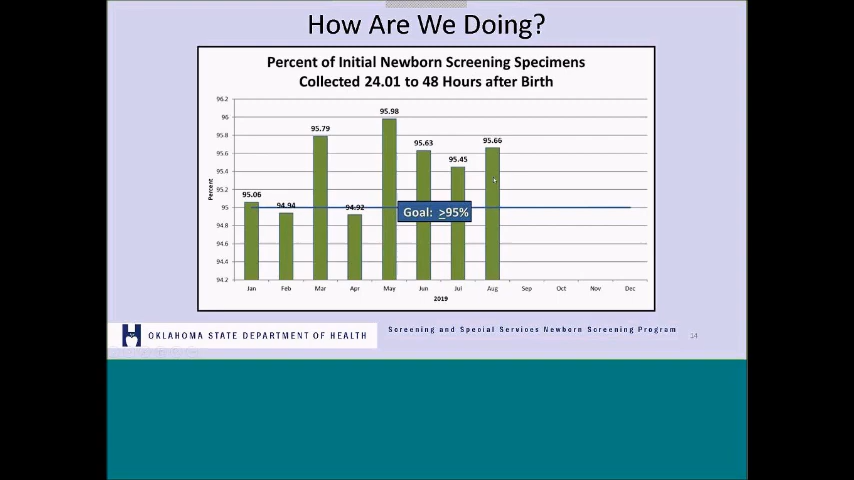 How Are We Doing?
Percent of Initial Newborn Screening Specimens
Collected 24.01 to 48 Hours after Birth
96.2
96
95.8
95.6
95.4
95.2
95
94.8
94.6
94.4
94.2
Percent
95.06
94.94
95.79
94.92
95.98
95.63
95.45
95.66
Goal: ≥95%
Jan Feb Mar Apr May Jun Jul Aug Sep Oct Nov Dec
2019
OKLAHOMA STATE DEPARTMENT OF HEALTH
Screening and Special Services Newborn Screening Program
14